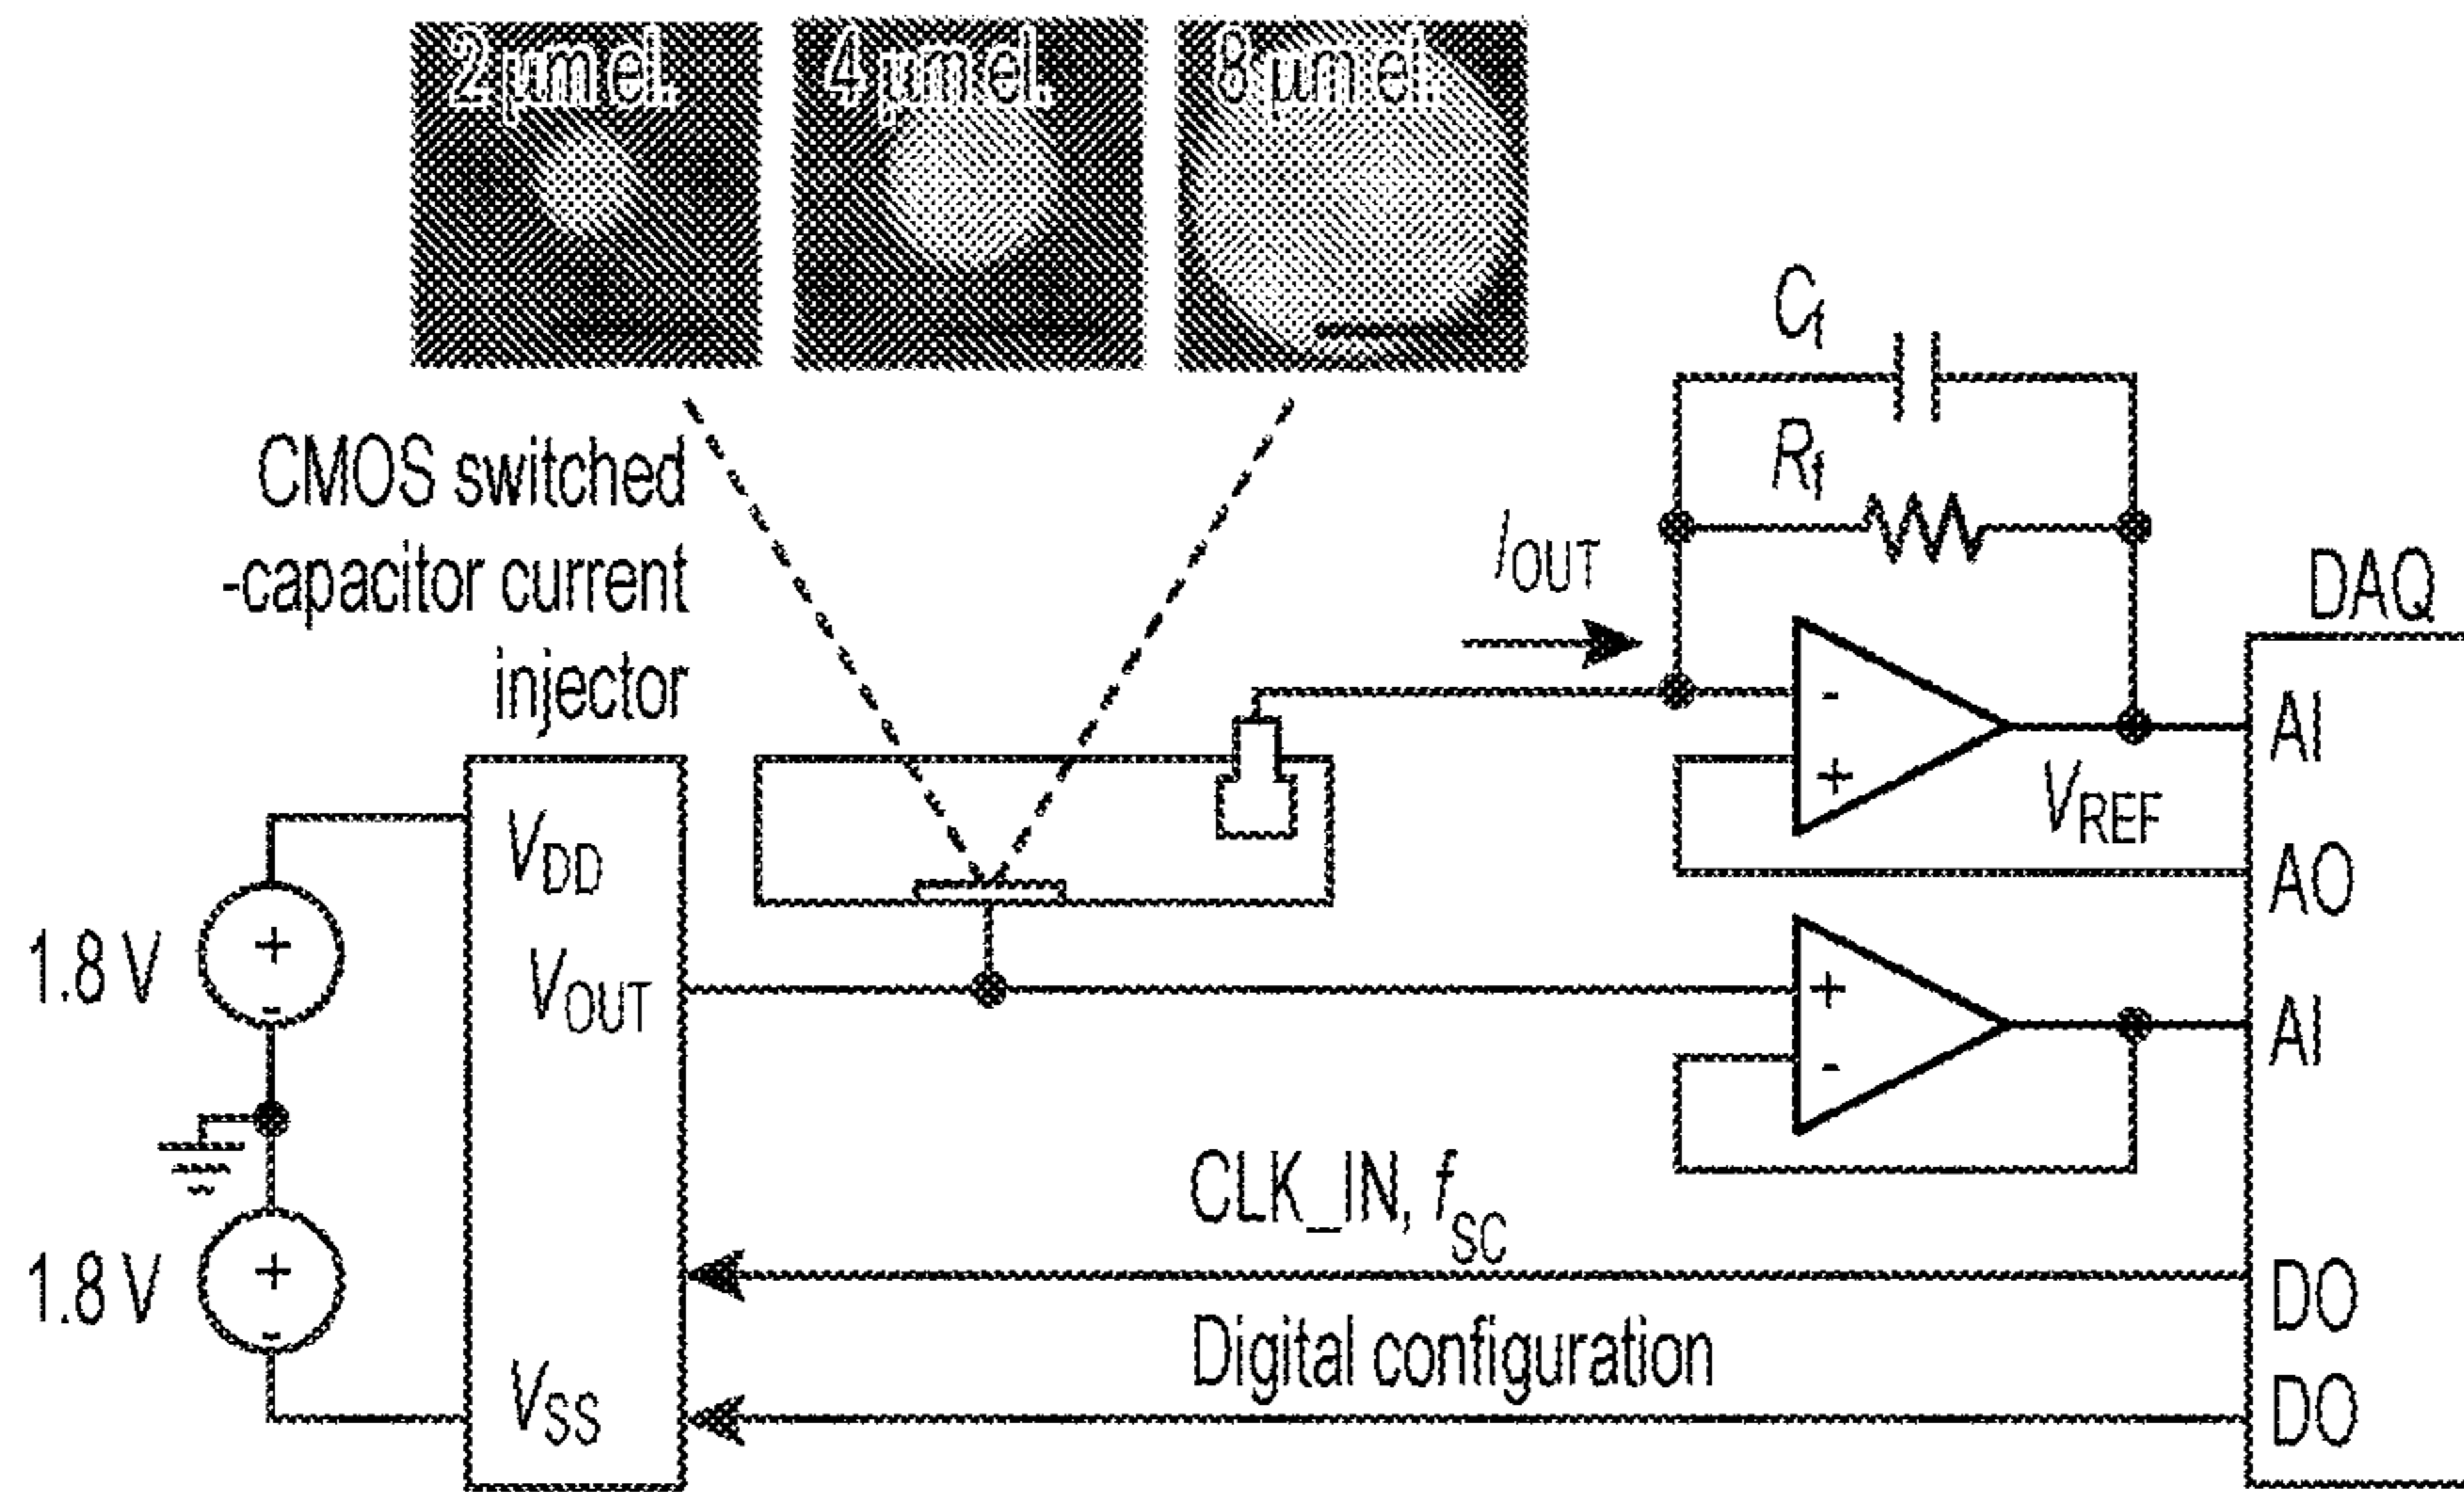 2 µm el.
4 µm el.
8 µm el.
CMOS switched
-capacitor current
injector
Cf
Rf
IOUT
DAQ
-
+
VREF
AI
AO
VDD
VOUT
VSS
1.8 V
+
-
1.8 V
+
-
+
-
AI
CLK_IN, fSC
DO
Digital configuration
DO